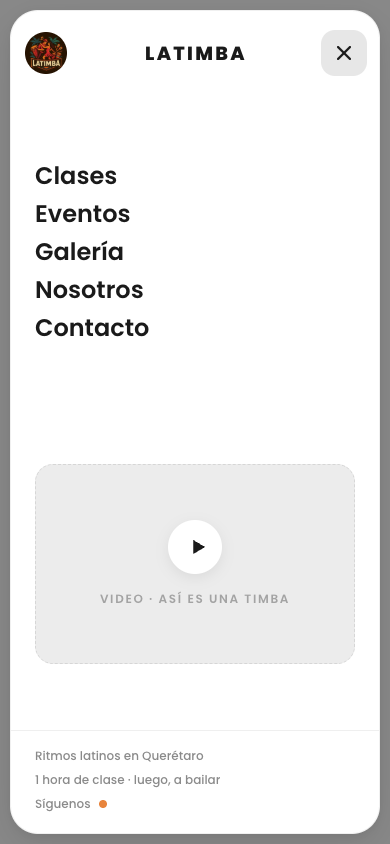 LATIMBA
LATIMBA
Clases
Eventos
Galería
Nosotros
Contacto
VIDEO · ASÍ ES UNA TIMBA
Ritmos latinos en Querétaro
1 hora de clase · luego, a bailar
Síguenos